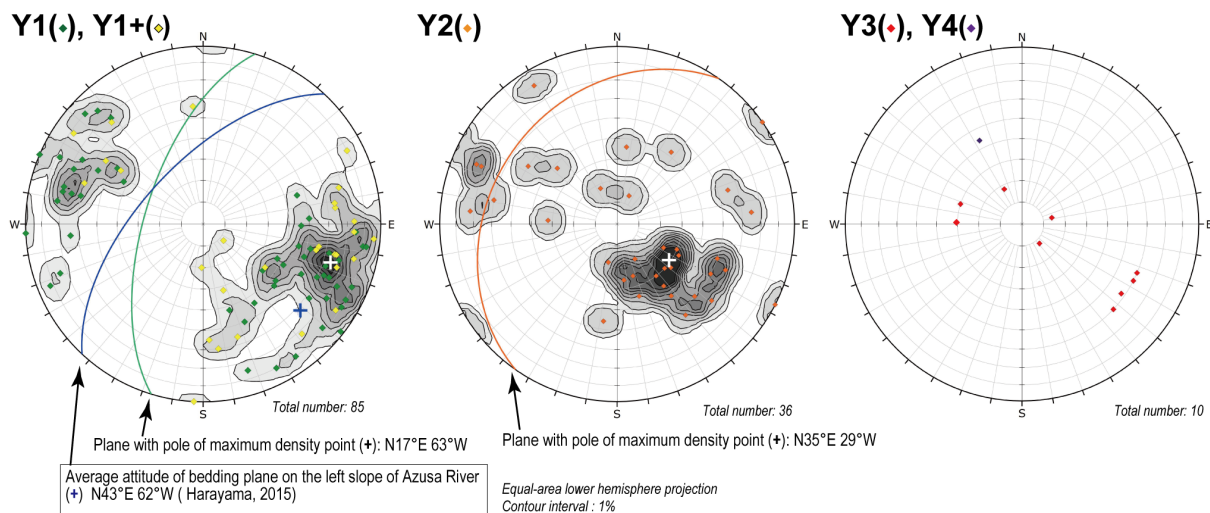 Y1(◆), Y1+(◆)
Y2(◆)
Y3(◆), Y4(◆)
N
W
E
S
Total number: 85
N
W
E
S
Total number: 36
N
W
E
S
Total number: 10
Plane with pole of maximum density point (+): N17°E 63°W
Plane with pole of maximum density point (+): N35°E 29°W
Average attitude of bedding plane on the left slope of Azusa River
(+) N43°E 62°W ( Harayama, 2015)
Equal-area lower hemisphere projection
Contour interval : 1%